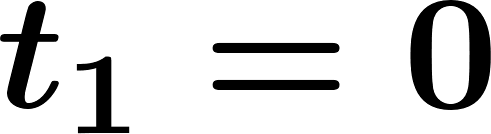 t₁ = 0